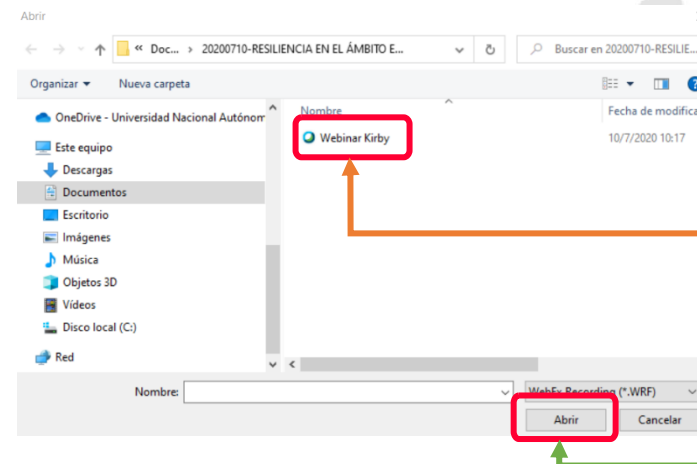 Abrir
« Doc... > 20200710-RESILIENCIA EN EL ÁMBITO E... Buscar en 20200710-RESILIE...
Organizar Nueva carpeta
OneDrive - Universidad Nacional Autónom
Este equipo
Descargas
Documentos
Escritorio
Imágenes
Música
Objetos 3D
Vídeos
Disco local (C:)
Red
Nombre Fecha de modifica
Webinar Kirby 10/7/2020 10:17
Nombre: WebEx Recording (*.WRF)
Abrir Cancelar